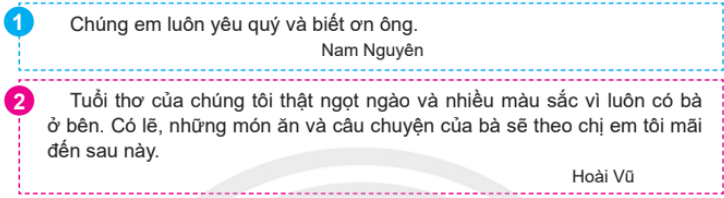 1 Chúng em luôn yêu quý và biết ơn ông.
Nam Nguyên
2 Tuổi thơ của chúng tôi thật ngọt ngào và nhiều màu sắc vì luôn có bà
ở bên. Có lẽ, những món ăn và câu chuyện của bà sẽ theo chị em tôi mãi
đến sau này.
Hoài Vũ